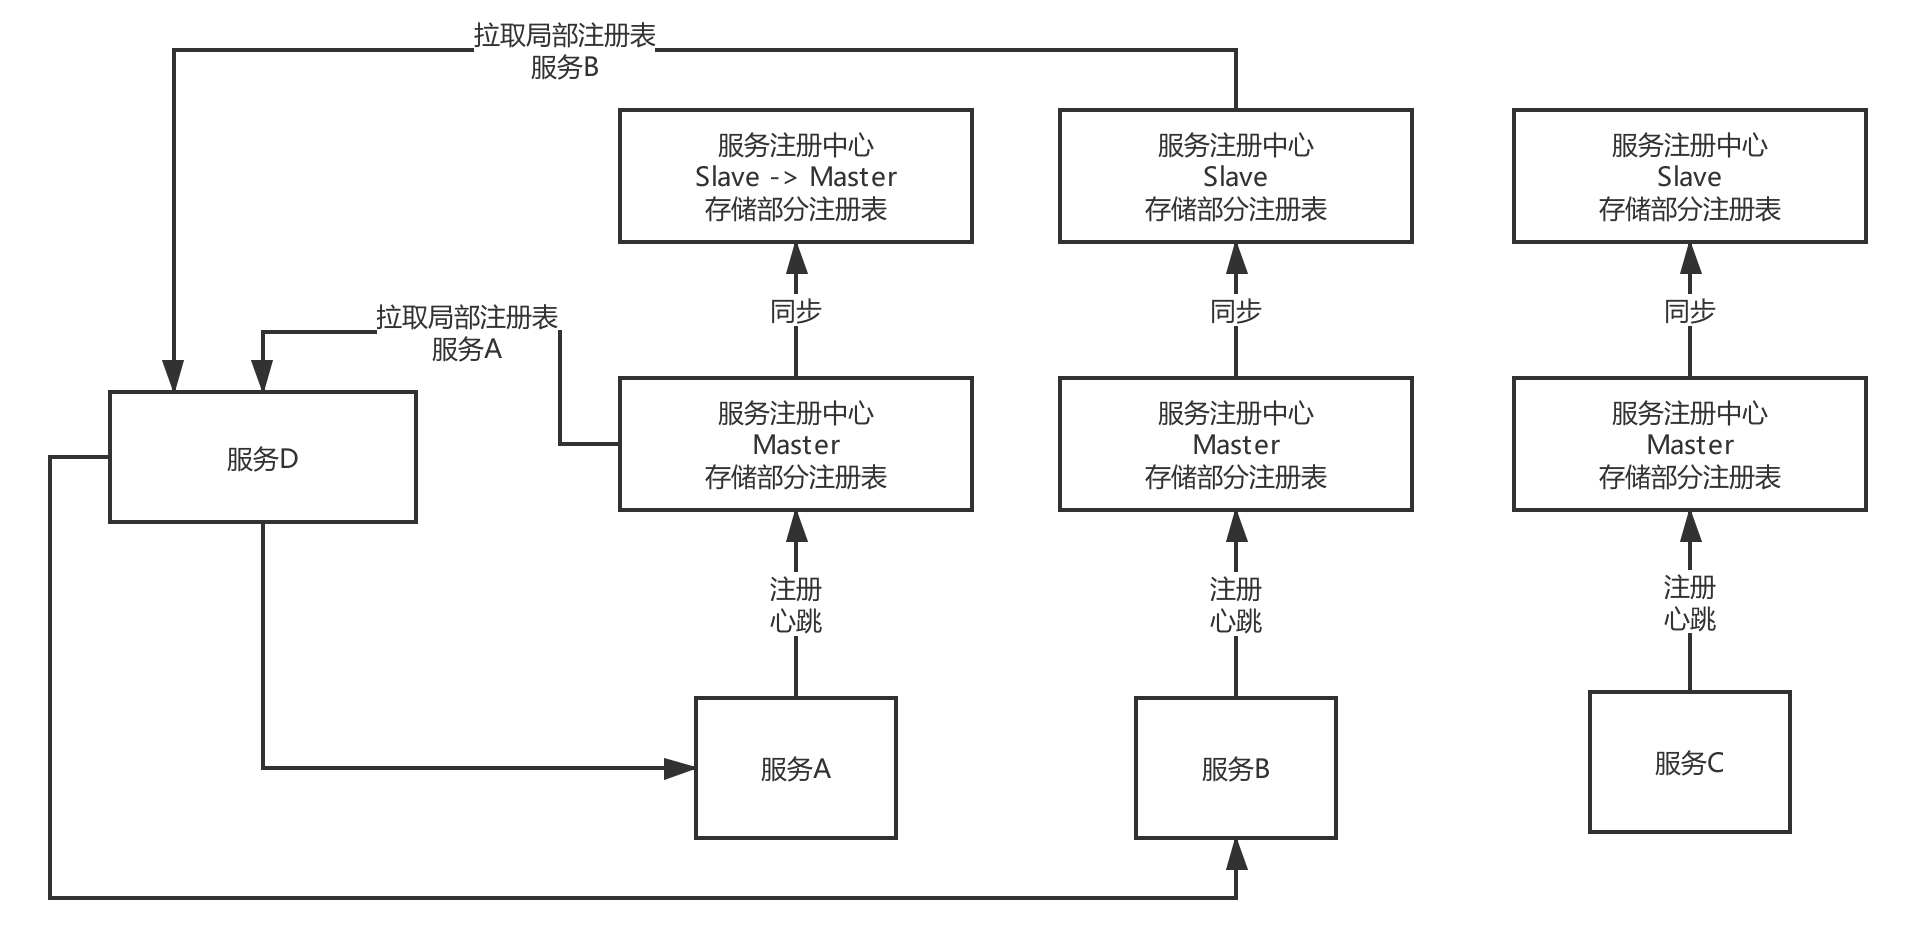 拉取局部注册表
服务B
服务注册中心
Slave -> Master
存储部分注册表
服务注册中心
Slave
存储部分注册表
服务注册中心
Slave
存储部分注册表
同步
同步
同步
拉取局部注册表
服务A
服务D
服务注册中心
Master
存储部分注册表
服务注册中心
Master
存储部分注册表
服务注册中心
Master
存储部分注册表
注册
心跳
注册
心跳
注册
心跳
服务A
服务B
服务C